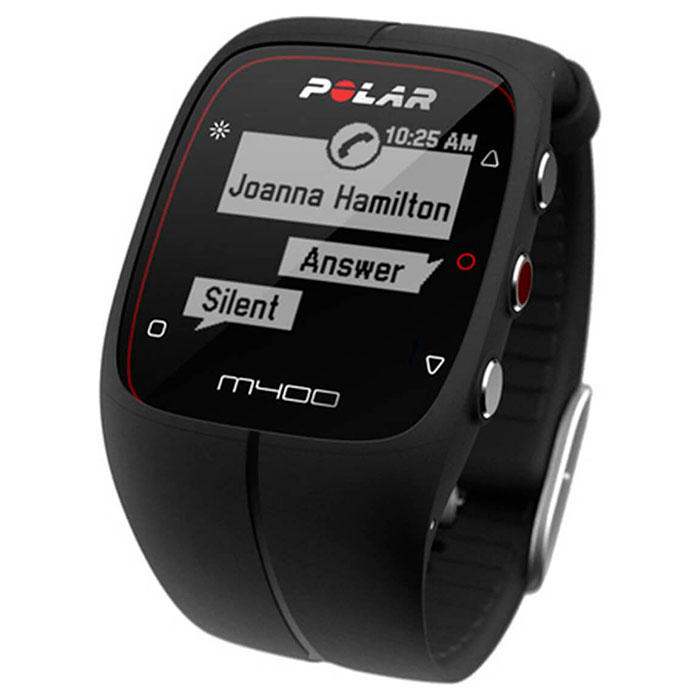 POLAR
10:25 AM
Joanna Hamilton
Answer
Silent
M400